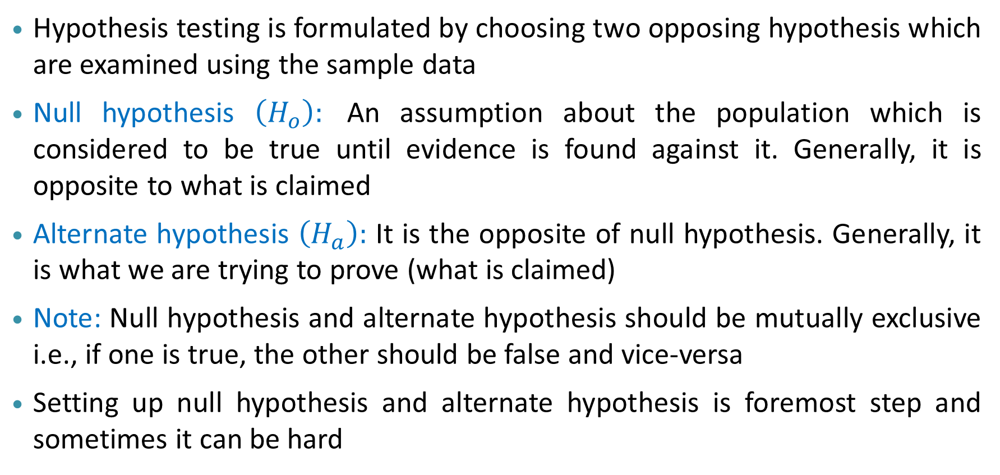 • Hypothesis testing is formulated by choosing two opposing hypothesis which
are examined using the sample data
• Null hypothesis (Hₒ): An assumption about the population which is
considered to be true until evidence is found against it. Generally, it is
opposite to what is claimed
• Alternate hypothesis (Hₐ): It is the opposite of null hypothesis. Generally, it
is what we are trying to prove (what is claimed)
• Note: Null hypothesis and alternate hypothesis should be mutually exclusive
i.e., if one is true, the other should be false and vice-versa
• Setting up null hypothesis and alternate hypothesis is foremost step and
sometimes it can be hard